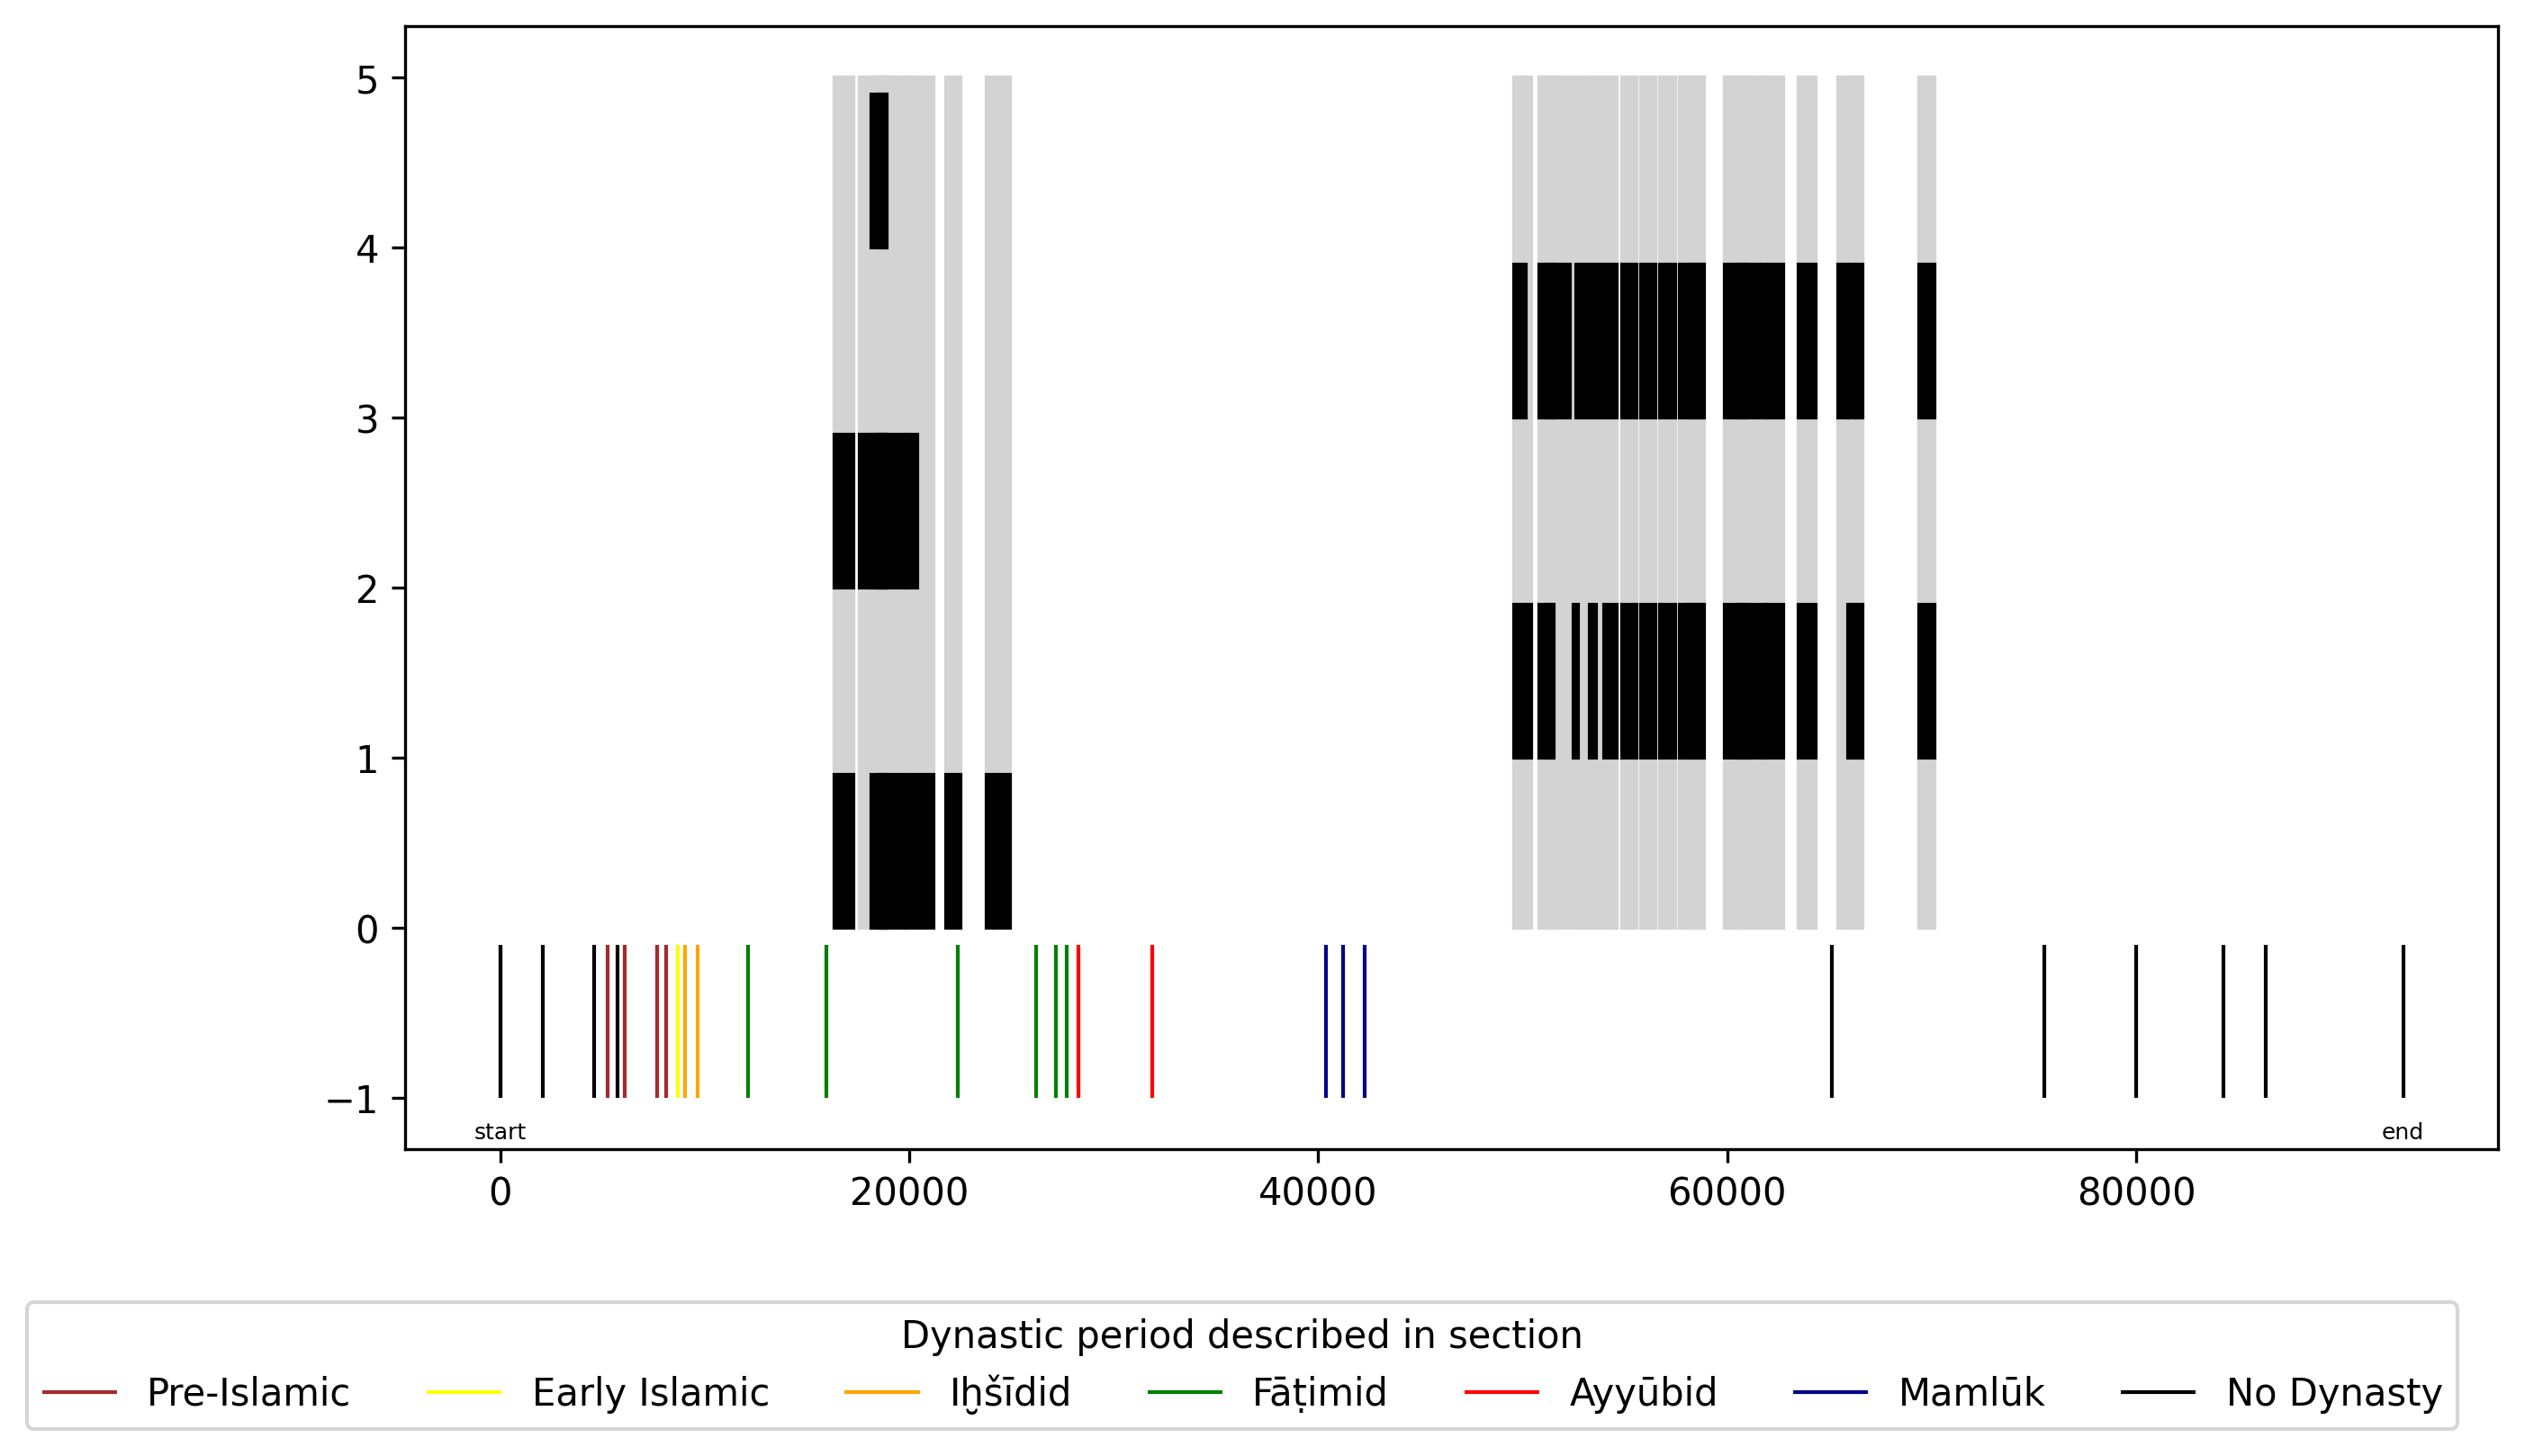 5
4
3
2
1
0
−1
start end
0 20000 40000 60000 80000
Dynastic period described in section
Pre-Islamic Early Islamic Iḫšīdid Fāṭimid Ayyūbid Mamlūk No Dynasty